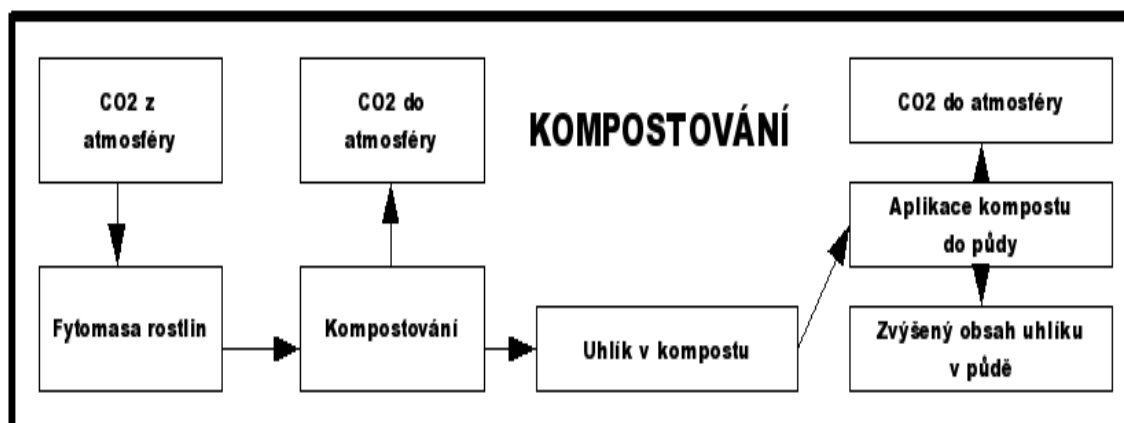 CO2 z
atmosféry
CO2 do
atmosféry
KOMPOSTOVÁNÍ
CO2 do atmosféry
Aplikace kompostu
do půdy
Fytomasa rostlin
Kompostování
Uhlík v kompostu
Zvýšený obsah uhlíku
v půdě